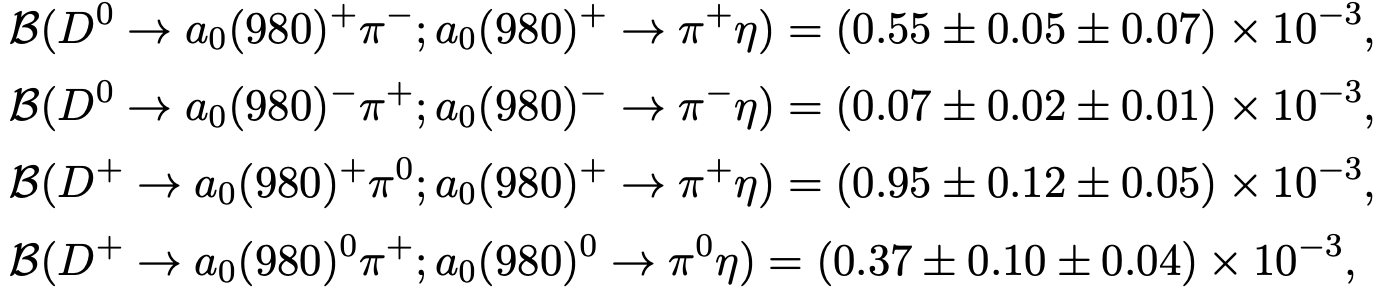 ℬ(D⁰ → a₀(980)⁺π⁻; a₀(980)⁺ → π⁺η) = (0.55 ± 0.05 ± 0.07) × 10⁻³,
ℬ(D⁰ → a₀(980)⁻π⁺; a₀(980)⁻ → π⁻η) = (0.07 ± 0.02 ± 0.01) × 10⁻³,
ℬ(D⁺ → a₀(980)⁺π⁰; a₀(980)⁺ → π⁺η) = (0.95 ± 0.12 ± 0.05) × 10⁻³,
ℬ(D⁺ → a₀(980)⁰π⁺; a₀(980)⁰ → π⁰η) = (0.37 ± 0.10 ± 0.04) × 10⁻³,